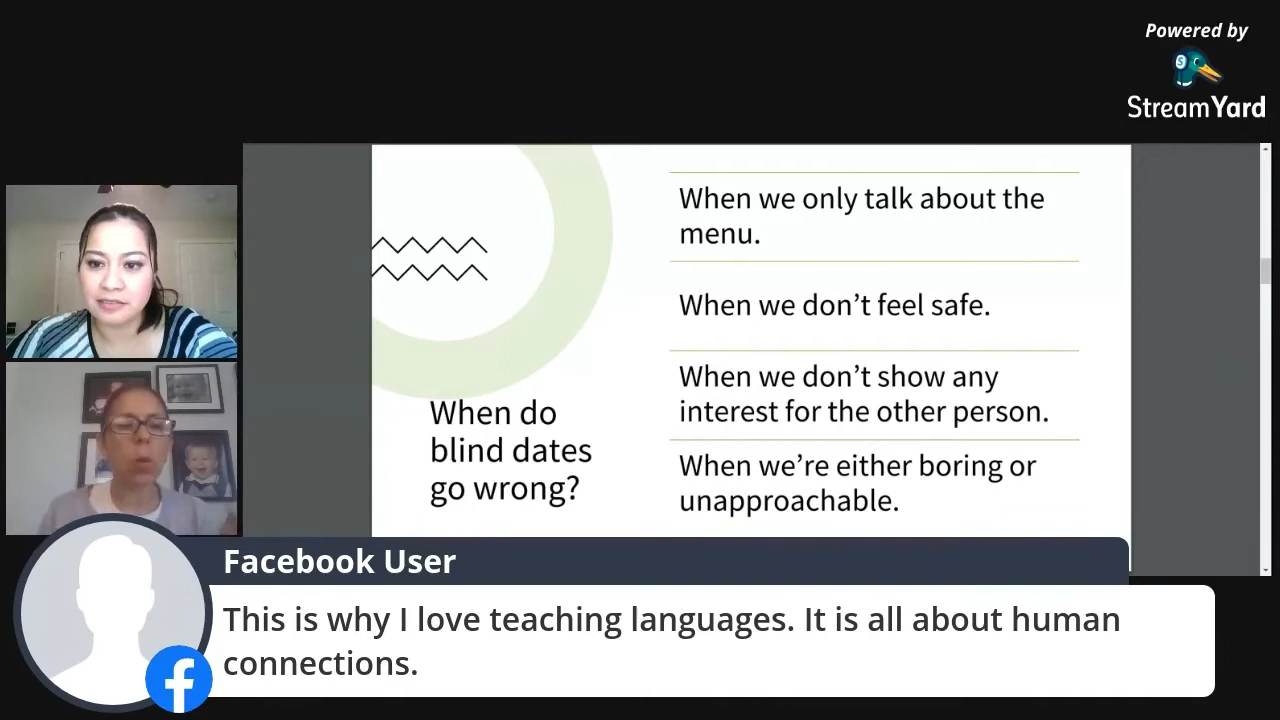 Powered by
StreamYard
When do
blind dates
go wrong?
When we only talk about the
menu.
When we don’t feel safe.
When we don’t show any
interest for the other person.
When we’re either boring or
unapproachable.
Facebook User
This is why I love teaching languages. It is all about human
connections.